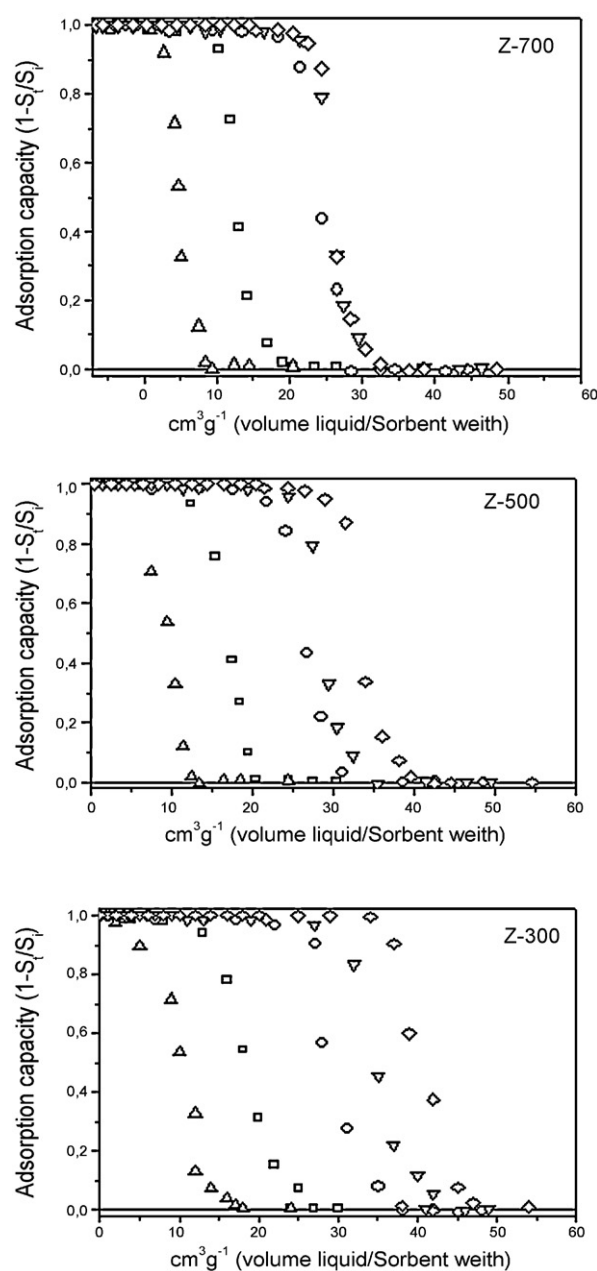 Z-700
Adsorption capacity (1-St/Si)
1,0
0,8
0,6
0,4
0,2
0,0
0 10 20 30 40 50 60
cm3g-1 (volume liquid/Sorbent weith)
Z-500
Adsorption capacity (1-St/Si)
1,0
0,8
0,6
0,4
0,2
0,0
0 10 20 30 40 50 60
cm3g-1 (volume liquid/Sorbent weith)
Z-300
Adsorption capacity (1-St/Si)
1,0
0,8
0,6
0,4
0,2
0,0
0 10 20 30 40 50 60
cm3g-1 (volume liquid/Sorbent weith)